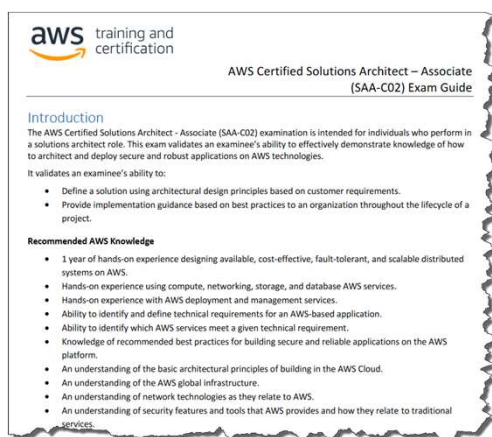 aws training and
certification
AWS Certified Solutions Architect – Associate
(SAA-C02) Exam Guide
Introduction
The AWS Certified Solutions Architect - Associate (SAA-C02) examination is intended for individuals who perform in
a solutions architect role. This exam validates an examinee's ability to effectively demonstrate knowledge of how
to architect and deploy secure and robust applications on AWS technologies.
It validates an examinee's ability to:
• Define a solution using architectural design principles based on customer requirements.
• Provide implementation guidance based on best practices to an organization throughout the lifecycle of a
project.
Recommended AWS Knowledge
• 1 year of hands-on experience designing available, cost-effective, fault-tolerant, and scalable distributed
systems on AWS.
• Hands-on experience using compute, networking, storage, and database AWS services.
• Hands-on experience with AWS deployment and management services.
• Ability to identify and define technical requirements for an AWS-based application.
• Ability to identify which AWS services meet a given technical requirement.
• Knowledge of recommended best practices for building secure and reliable applications on the AWS
platform.
• An understanding of the basic architectural principles of building in the AWS Cloud.
• An understanding of the AWS global infrastructure.
• An understanding of network technologies as they relate to AWS.
• An understanding of security features and tools that AWS provides and how they relate to traditional
services.